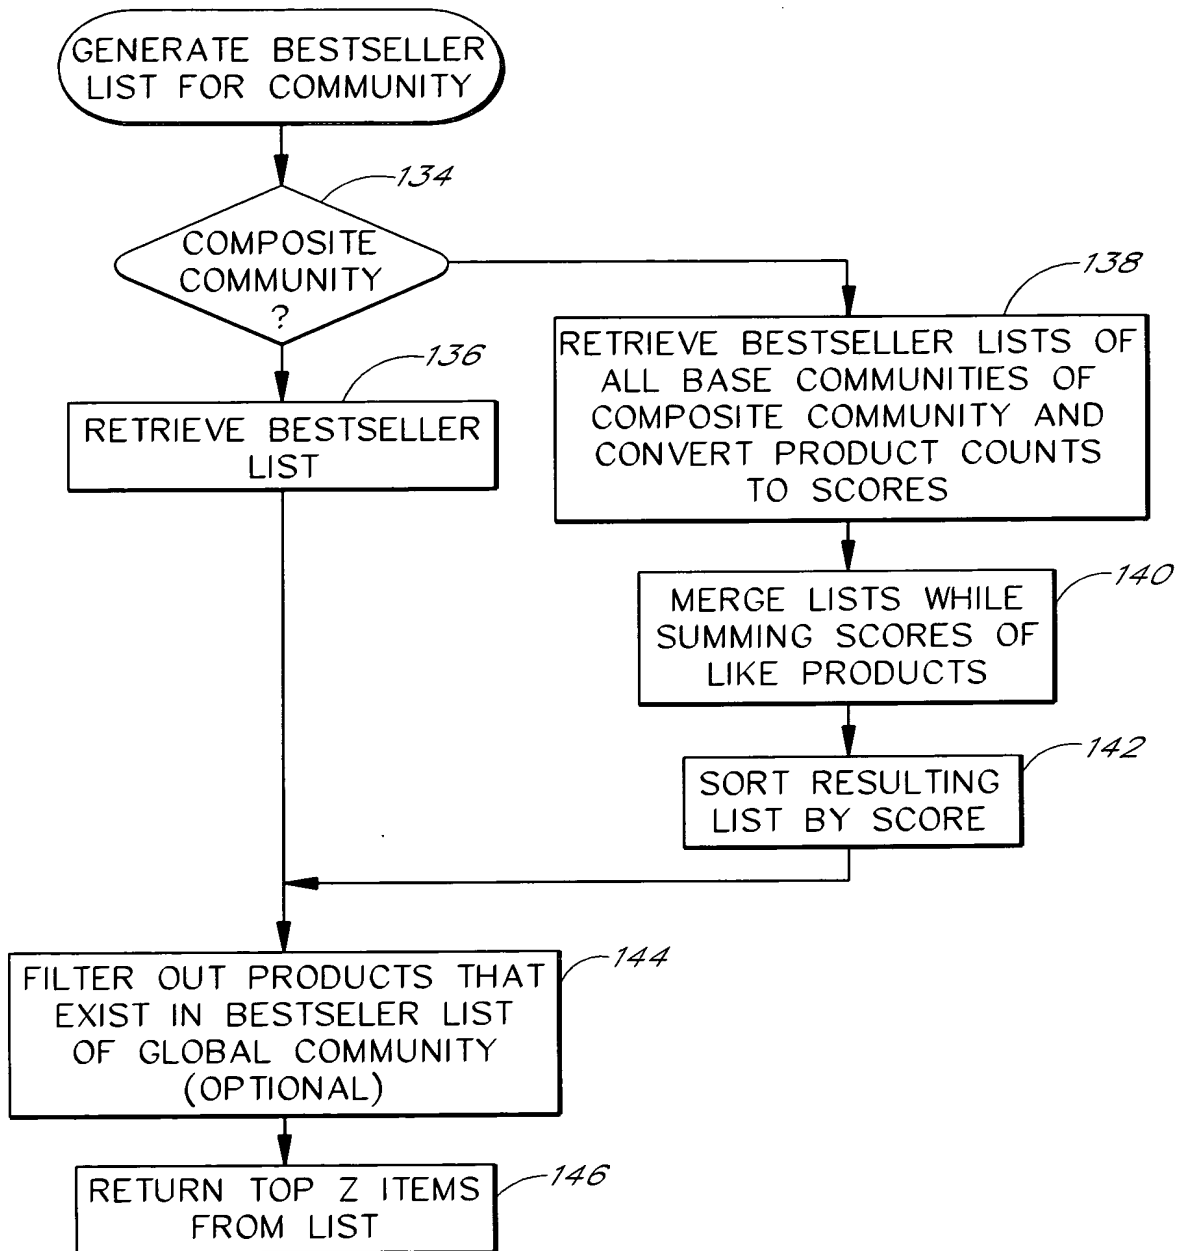 GENERATE BESTSELLER
LIST FOR COMMUNITY
134
COMPOSITE
COMMUNITY
?
136
RETRIEVE BESTSELLER
LIST
138
RETRIEVE BESTSELLER LISTS OF
ALL BASE COMMUNITIES OF
COMPOSITE COMMUNITY AND
CONVERT PRODUCT COUNTS
TO SCORES
140
MERGE LISTS WHILE
SUMMING SCORES OF
LIKE PRODUCTS
142
SORT RESULTING
LIST BY SCORE
144
FILTER OUT PRODUCTS THAT
EXIST IN BESTSELER LIST
OF GLOBAL COMMUNITY
(OPTIONAL)
146
RETURN TOP Z ITEMS
FROM LIST